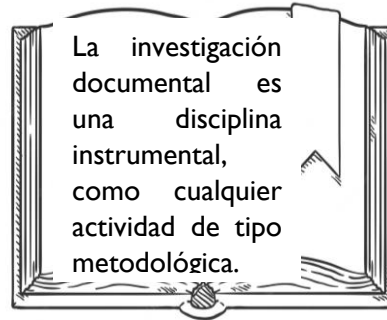 La investigación
documental es
una disciplina
instrumental,
como cualquier
actividad de tipo
metodológica.